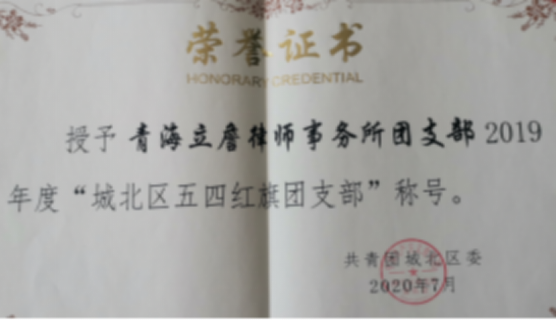 荣誉证书
HONORARY CREDENTIAL
授予 青海立詹律师事务所团支部 2019
年度“城北区五四红旗团支部”称号。
共青团城北区委
2020年7月